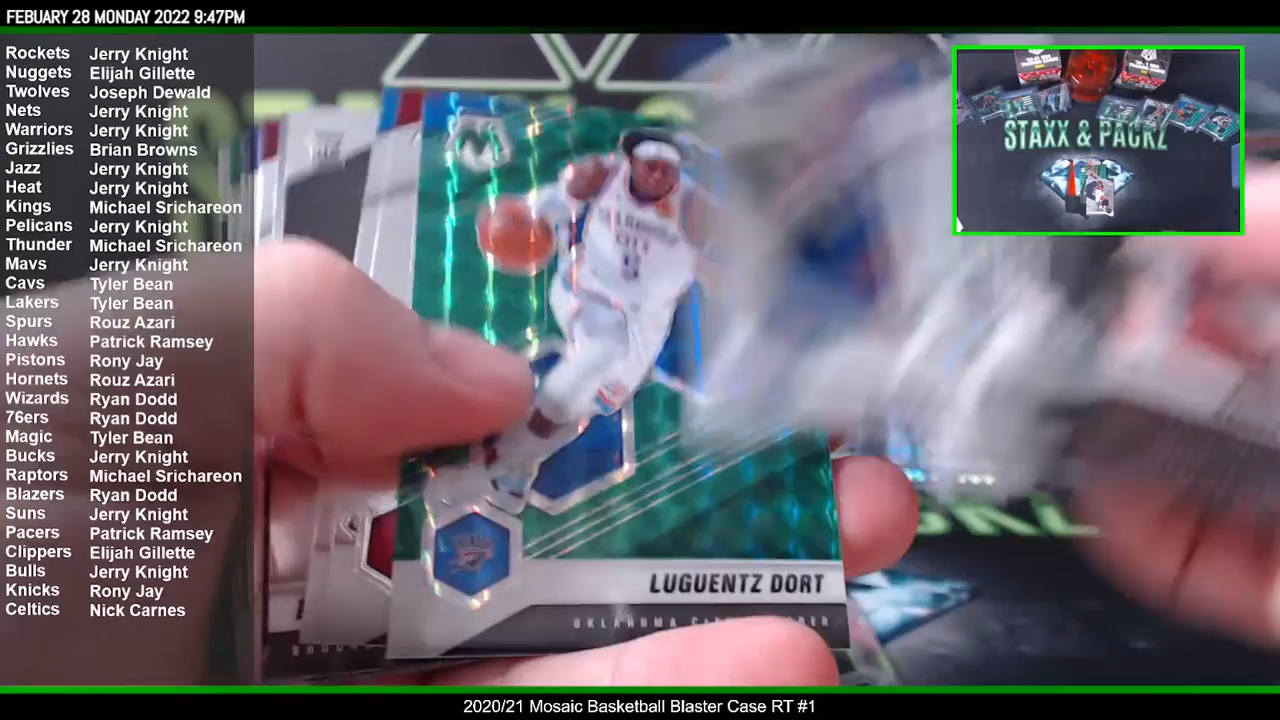 FEBUARY 28 MONDAY 2022 9:47PM
Rockets Jerry Knight
Nuggets Elijah Gillette
Twolves Joseph Dewald
Nets Jerry Knight
Warriors Jerry Knight
Grizzlies Brian Browns
Jazz Jerry Knight
Heat Jerry Knight
Kings Michael Srichareon
Pelicans Jerry Knight
Thunder Michael Srichareon
Mavs Jerry Knight
Cavs Tyler Bean
Lakers Tyler Bean
Spurs Rouz Azari
Hawks Patrick Ramsey
Pistons Rony Jay
Hornets Rouz Azari
Wizards Ryan Dodd
76ers Ryan Dodd
Magic Tyler Bean
Bucks Jerry Knight
Raptors Michael Srichareon
Blazers Ryan Dodd
Suns Jerry Knight
Pacers Patrick Ramsey
Clippers Elijah Gillette
Bulls Jerry Knight
Knicks Rony Jay
Celtics Nick Carnes
STAXX & PACKZ
LUGUENTZ DORT
OKLAHOMA
2020/21 Mosaic Basketball Blaster Case RT #1